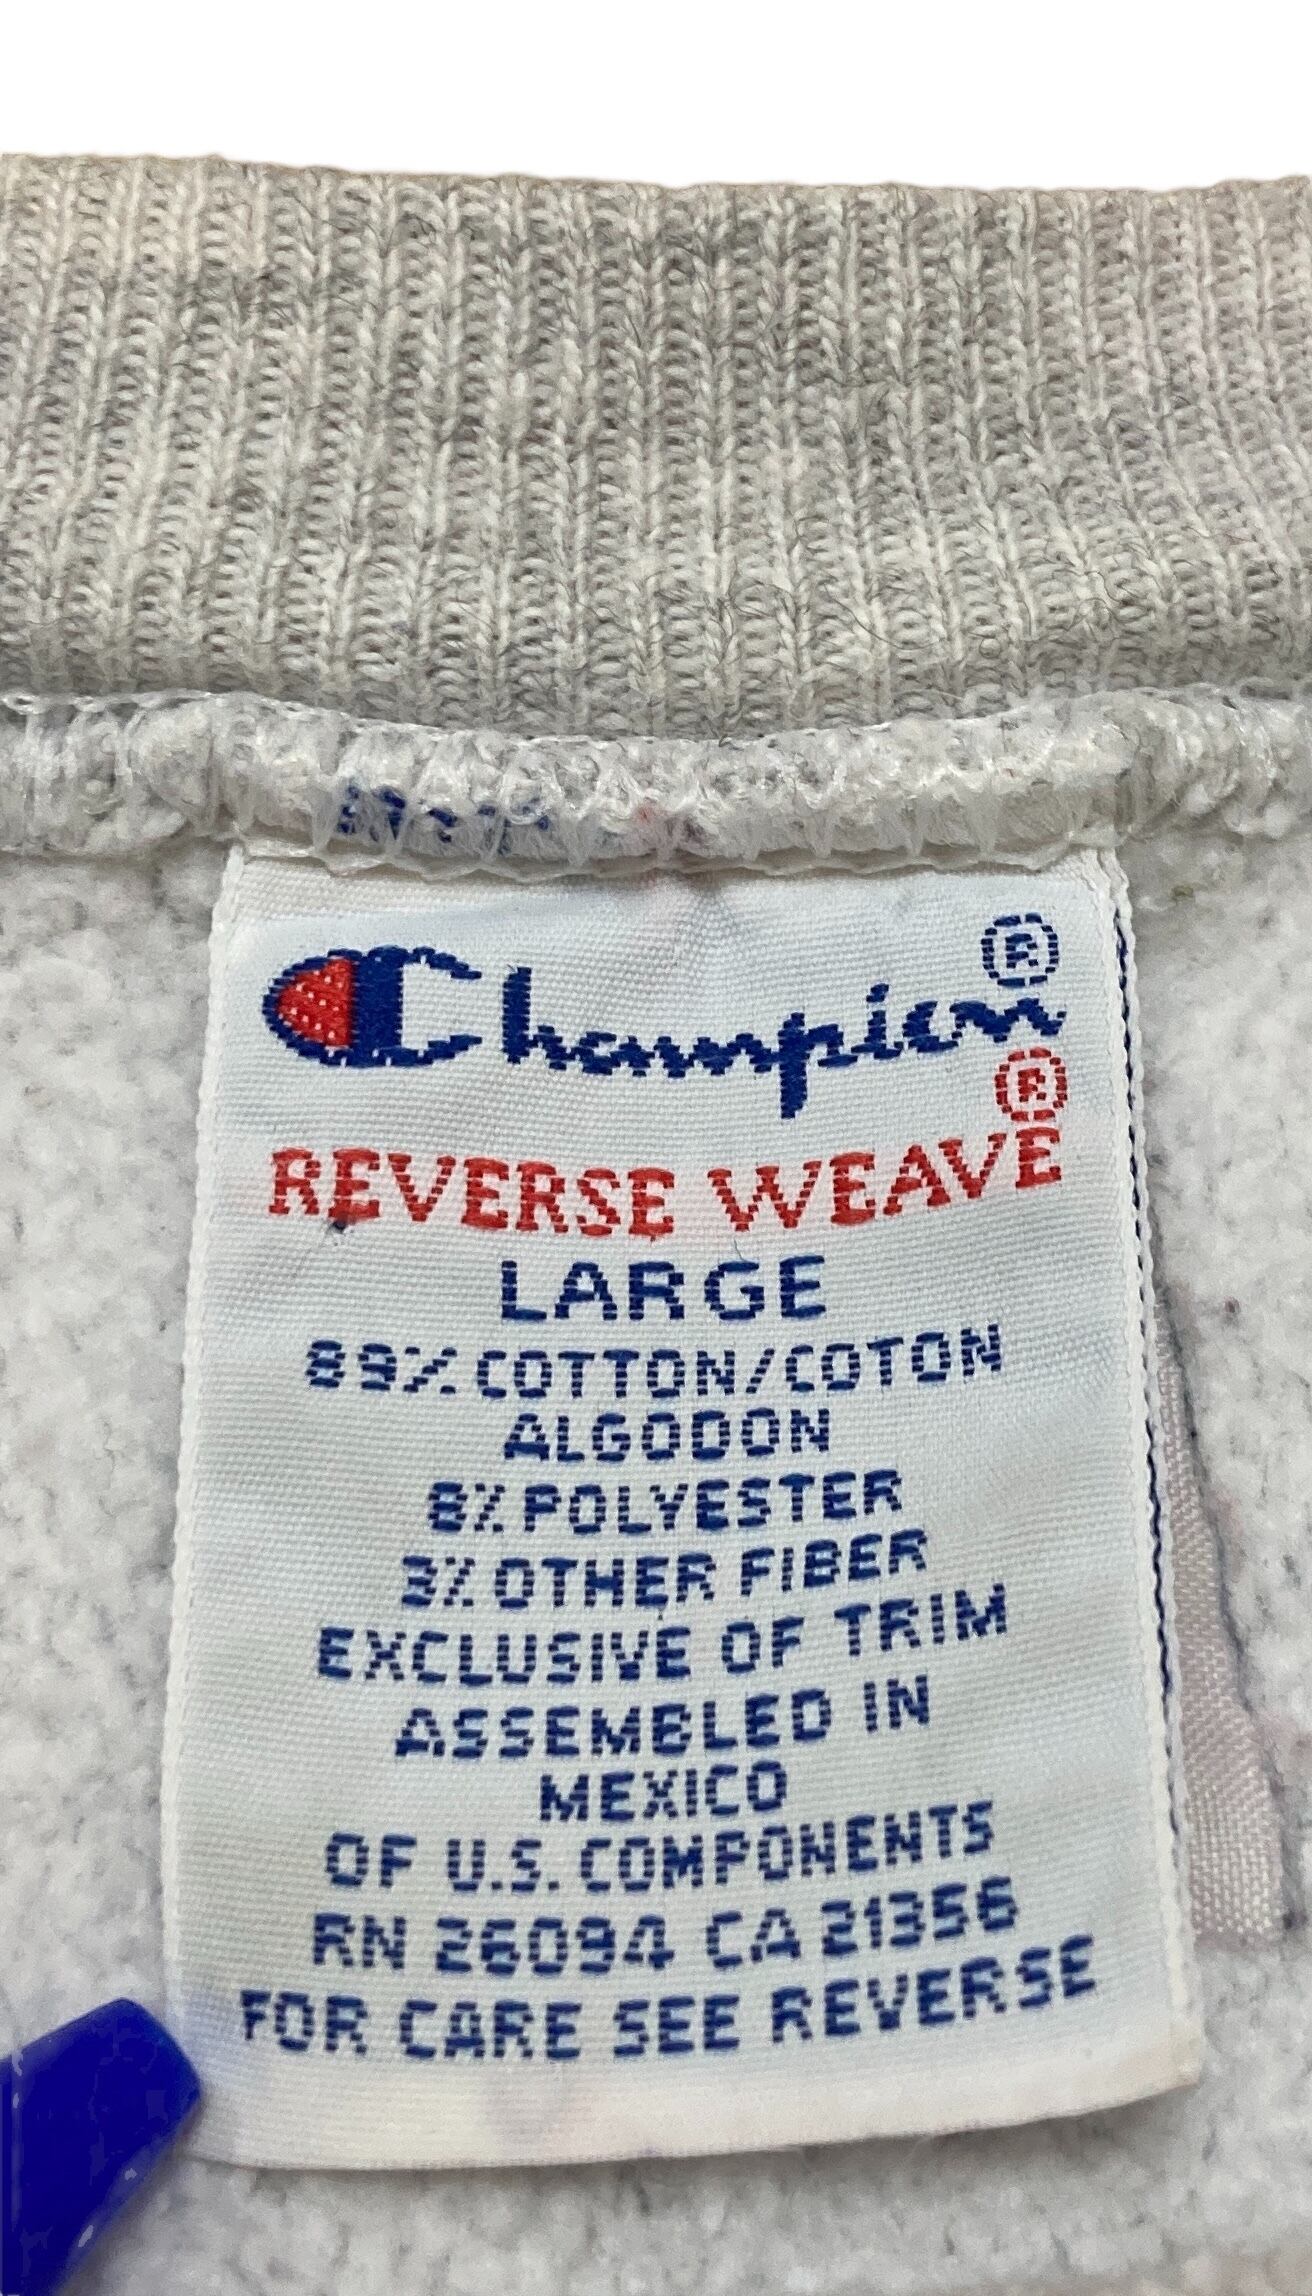 Champion®
REVERSE WEAVE®
LARGE
89% COTTON/COTON
ALGODON
8% POLYESTER
3% OTHER FIBER
EXCLUSIVE OF TRIM
ASSEMBLED IN
MEXICO
OF U.S. COMPONENTS
RN 26094 CA 21356
FOR CARE SEE REVERSE